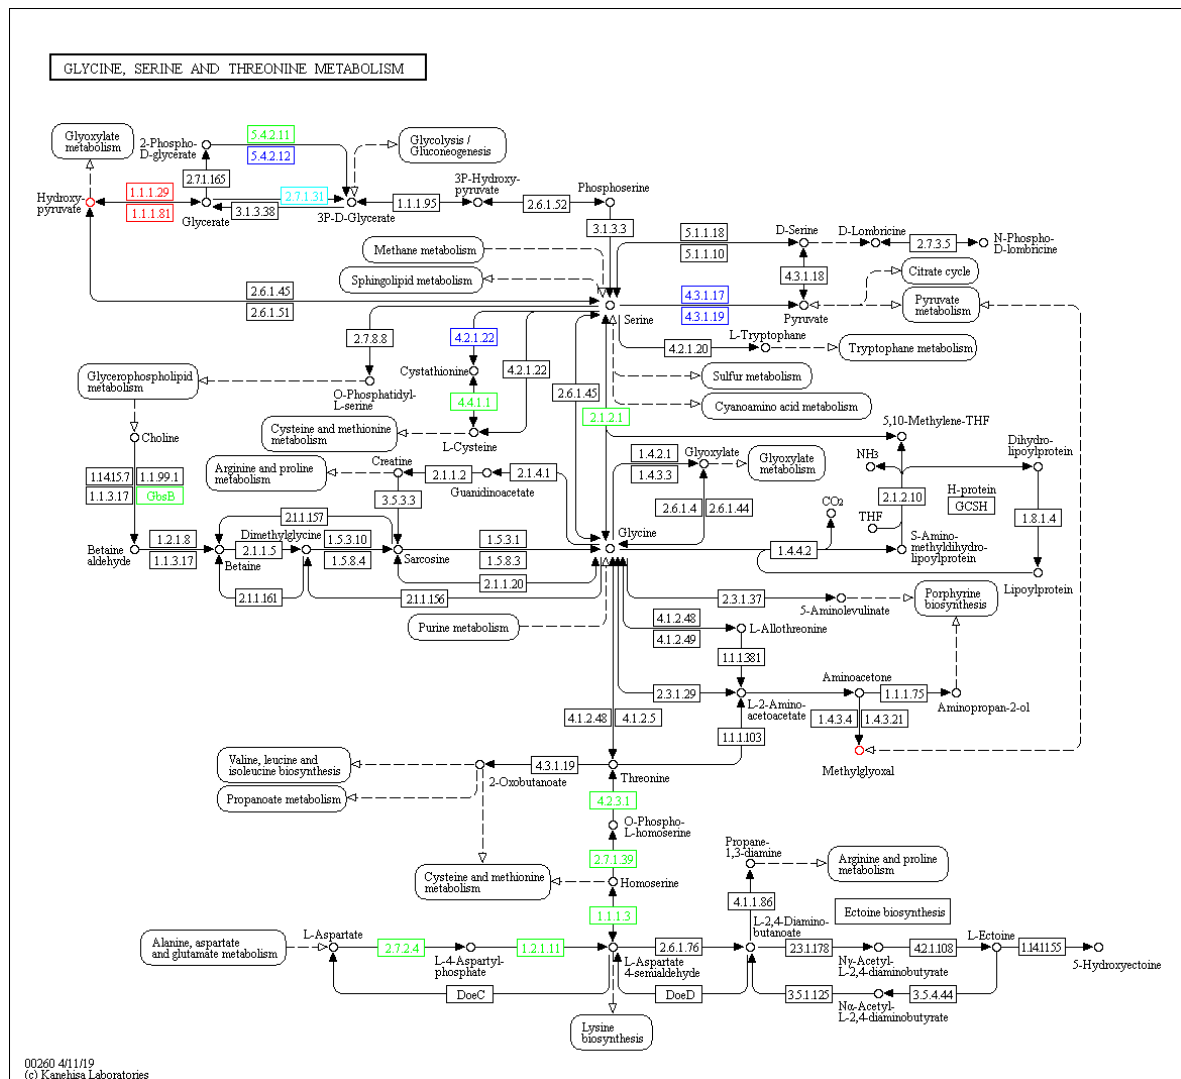 GLYCINE, SERINE AND THREONINE METABOLISM
Glyoxylate
metabolism
2-Phospho-
D-glycerate
5.4.2.11
5.4.2.12
Glycolysis /
Gluconeogenesis
2.7.1.165
Hydroxy-
pyruvate
1.1.1.29
1.1.1.81
Glycerate
2.7.1.31
3.1.3.38
3P-D-Glycerate
1.1.1.95
3P-Hydroxy-
pyruvate
2.6.1.52
Phosphoserine
3.1.3.3
Methane metabolism
Sphingolipid metabolism
5.1.1.18
5.1.1.10
D-Serine
D-Lombricine
2.7.3.5
N-Phospho-
D-lombricine
4.3.1.18
Citrate cycle
Pyruvate
metabolism
2.6.1.45
2.6.1.51
Serine
4.3.1.17
4.3.1.19
Pyruvate
2.7.8.8
4.2.1.22
4.2.1.22
L-Tryptophane
4.2.1.20
Tryptophane metabolism
Glycerophospholipid
metabolism
O-Phosphatidyl-
L-serine
Cystathionine
4.4.1.1
2.6.1.45
2.1.2.1
Sulfur metabolism
Cyanoamino acid metabolism
Choline
Cysteine and methionine
metabolism
L-Cysteine
5,10-Methylene-THF
1.14.15.7
1.1.99.1
1.1.3.17
GbsB
Arginine and proline
metabolism
Creatine
2.1.1.2
Guanidinoacetate
2.1.4.1
1.4.2.1
1.4.3.3
Glyoxylate
Glyoxylate
metabolism
NH3
Dihydro-
lipoylprotein
3.5.3.3
2.6.1.4
2.6.1.44
CO2
2.1.2.10
THF
H-protein
GCSH
1.8.1.4
2.1.1.157
Betaine
aldehyde
1.2.1.8
1.1.3.17
Betaine
2.1.1.5
Dimethylglycine
1.5.3.10
1.5.8.4
Sarcosine
1.5.3.1
1.5.8.3
Glycine
1.4.4.2
S-Amino-
methyldihydro-
lipoylprotein
Lipoylprotein
2.1.1.20
2.1.1.161
2.1.1.156
Purine metabolism
2.3.1.37
5-Aminolevulinate
Porphyrine
biosynthesis
4.1.2.48
4.1.2.49
L-Allothreonine
1.1.1381
2.3.1.29
L-2-Amino-
acetoacetate
Aminoacetone
1.1.1.75
Aminopropan-2-ol
4.1.2.48
4.1.2.5
1.1.1.103
1.4.3.4
1.4.3.21
Methylglyoxal
Valine, leucine and
isoleucine biosynthesis
Propanoate metabolism
2-Oxobutanoate
4.3.1.19
Threonine
4.2.3.1
O-Phospho-
L-homoserine
2.7.1.39
Cysteine and methionine
metabolism
Homoserine
Propane-
1,3-diamine
Arginine and proline
metabolism
1.1.1.3
4.1.1.86
Ectoine biosynthesis
Alanine, aspartate
and glutamate metabolism
L-Aspartate
2.7.2.4
L-4-Aspartyl-
phosphate
1.2.1.11
L-Aspartate
4-semialdehyde
2.6.1.76
L-2,4-Diamino-
butanoate
2.3.1.178
Nγ-Acetyl-
L-2,4-diaminobutyrate
4.2.1.108
L-Ectoine
1.14.11.55
5-Hydroxyectoine
DoeC
DoeD
3.5.1.125
Nα-Acetyl-
L-2,4-diaminobutyrate
3.5.4.44
Lysine
biosynthesis
00260 4/11/19
(c) Kanehisa Laboratories